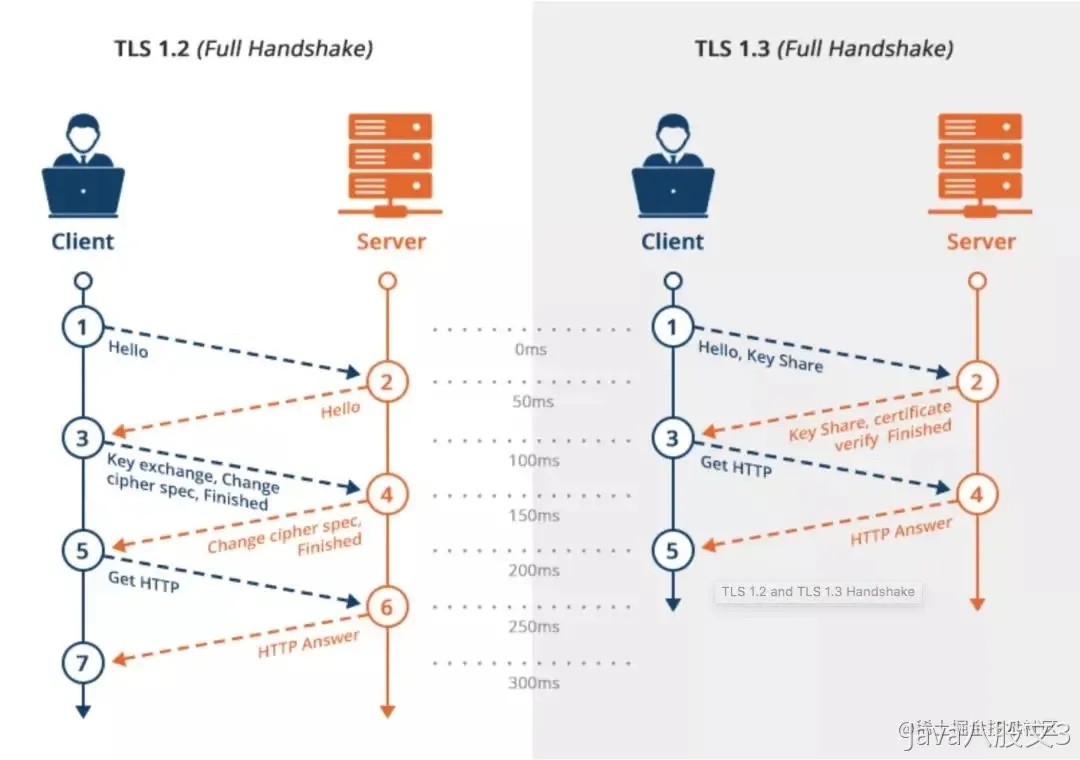 TLS 1.2 (Full Handshake)
Client
Server
1
Hello
2
Hello
3
Key exchange, Change
cipher spec, Finished
4
Change cipher spec,
Finished
5
Get HTTP
6
HTTP Answer
7
0ms
50ms
100ms
150ms
200ms
250ms
300ms
TLS 1.3 (Full Handshake)
Client
Server
1
Hello, Key Share
2
Key Share, certificate
verify Finished
3
Get HTTP
4
HTTP Answer
5
TLS 1.2 and TLS 1.3 Handshake
@稀土掘金技术社区
java八股文3